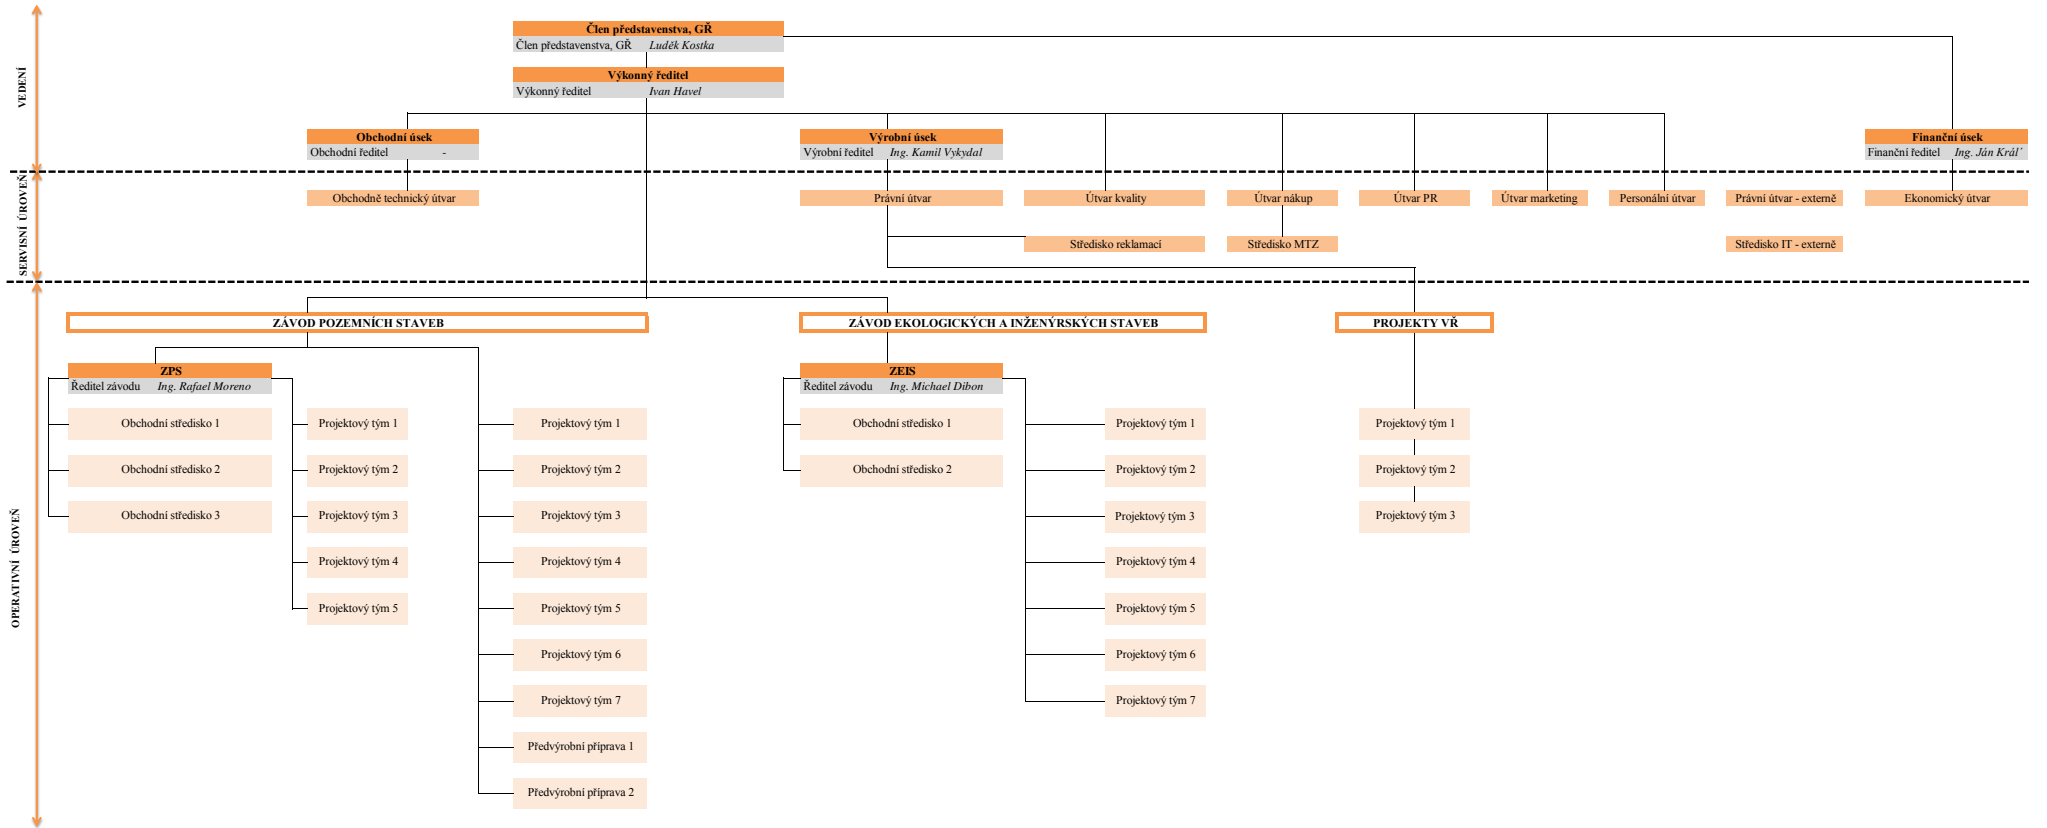 VEDENÍ
Člen představenstva, GŘ
Člen představenstva, GŘ Luděk Kostka
Výkonný ředitel
Výkonný ředitel Ivan Havel
Obchodní úsek
Obchodní ředitel -
Výrobní úsek
Výrobní ředitel Ing. Kamil Vykydal
Finanční úsek
Finanční ředitel Ing. Ján Kráľ
SERVISNÍ ÚROVEŇ
Obchodně technický útvar
Právní útvar
Útvar kvality
Útvar nákup
Útvar PR
Útvar marketing
Personální útvar
Právní útvar - externě
Ekonomický útvar
Středisko reklamací
Středisko MTZ
Středisko IT - externě
OPERATIVNÍ ÚROVEŇ
ZÁVOD POZEMNÍCH STAVEB
ZÁVOD EKOLOGICKÝCH A INŽENÝRSKÝCH STAVEB
PROJEKTY VŘ
ZPS
Ředitel závodu Ing. Rafael Moreno
Obchodní středisko 1
Obchodní středisko 2
Obchodní středisko 3
Projektový tým 1
Projektový tým 2
Projektový tým 3
Projektový tým 4
Projektový tým 5
Projektový tým 1
Projektový tým 2
Projektový tým 3
Projektový tým 4
Projektový tým 5
Projektový tým 6
Projektový tým 7
Předvýrobní příprava 1
Předvýrobní příprava 2
ZEIS
Ředitel závodu Ing. Michael Dibon
Obchodní středisko 1
Obchodní středisko 2
Projektový tým 1
Projektový tým 2
Projektový tým 3
Projektový tým 4
Projektový tým 5
Projektový tým 6
Projektový tým 7
Projektový tým 1
Projektový tým 2
Projektový tým 3